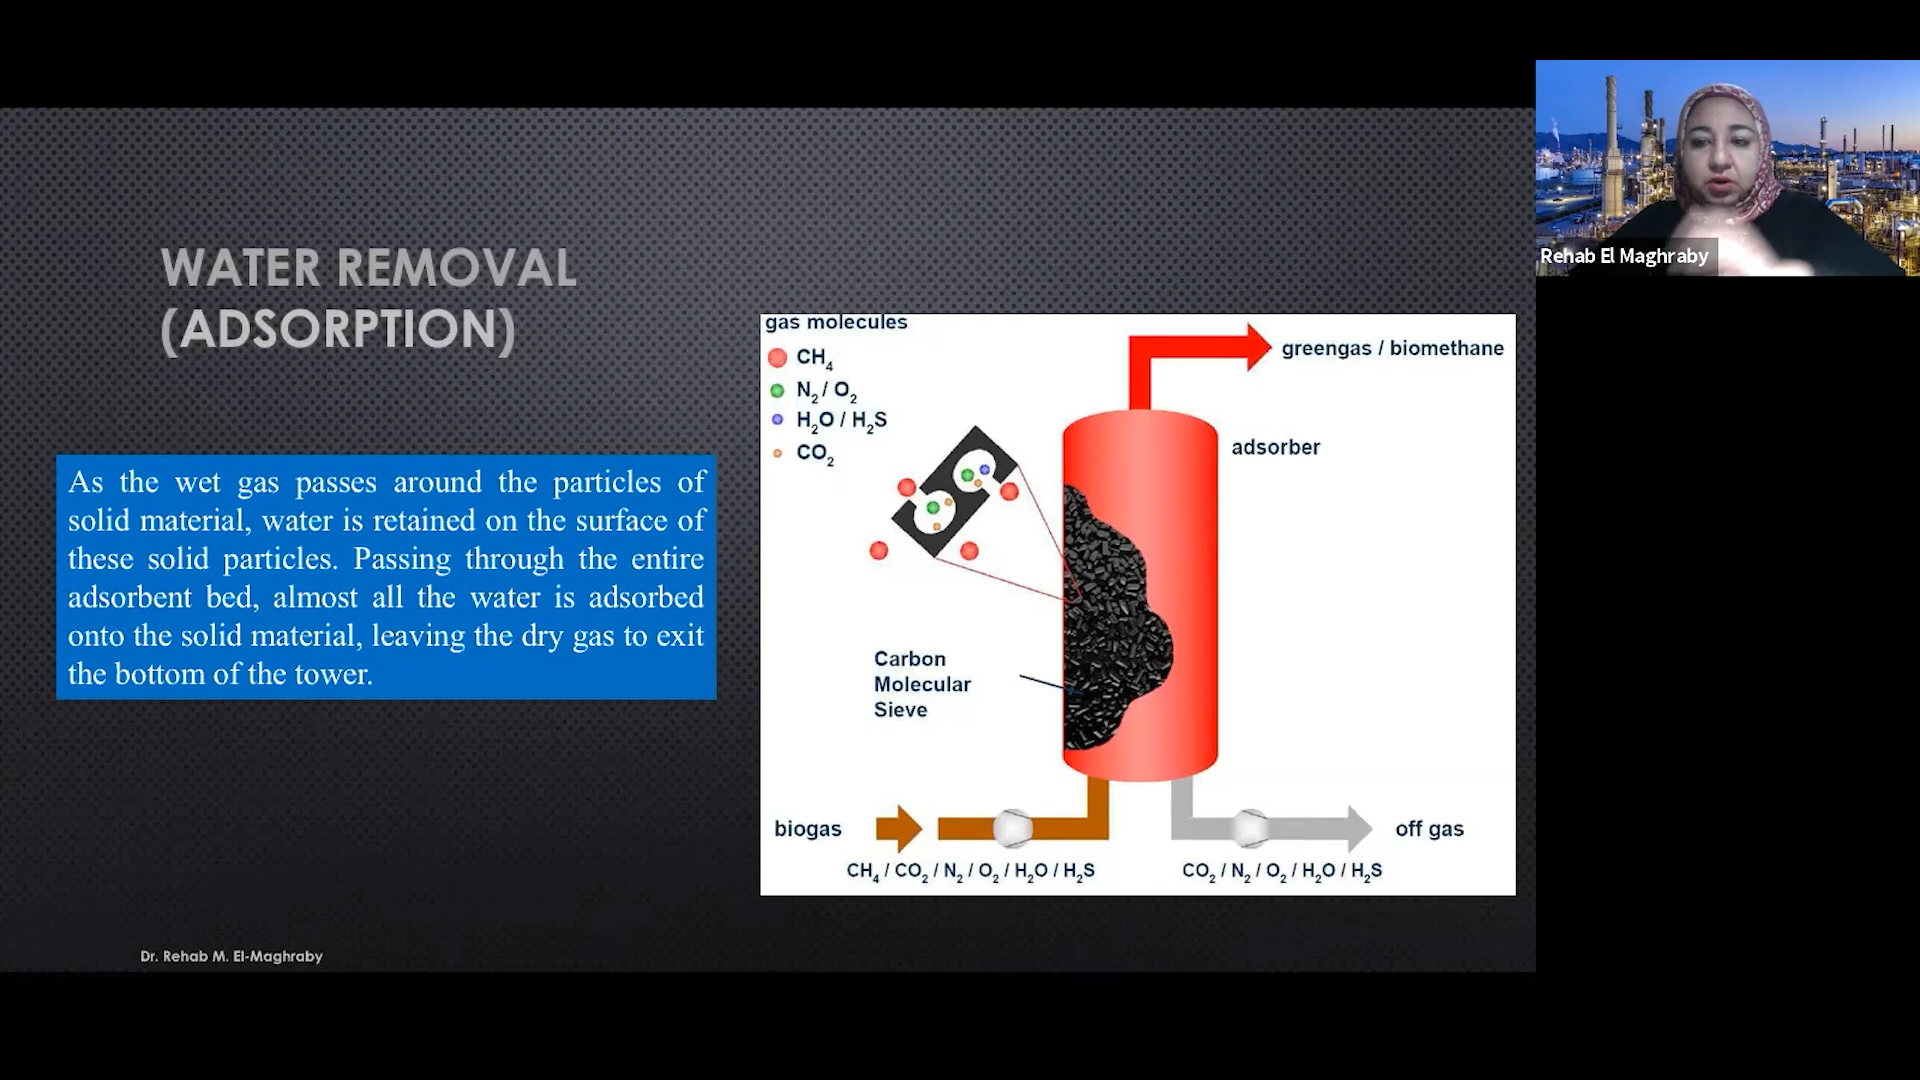 WATER REMOVAL
(ADSORPTION)
As the wet gas passes around the particles of
solid material, water is retained on the surface of
these solid particles. Passing through the entire
adsorbent bed, almost all the water is adsorbed
onto the solid material, leaving the dry gas to exit
the bottom of the tower.
gas molecules
CH₄
N₂ / O₂
H₂O / H₂S
CO₂
greengas / biomethane
adsorber
Carbon
Molecular
Sieve
biogas
off gas
CH₄ / CO₂ / N₂ / O₂ / H₂O / H₂S
CO₂ / N₂ / O₂ / H₂O / H₂S
Dr. Rehab M. El-Maghraby
Rehab El Maghraby